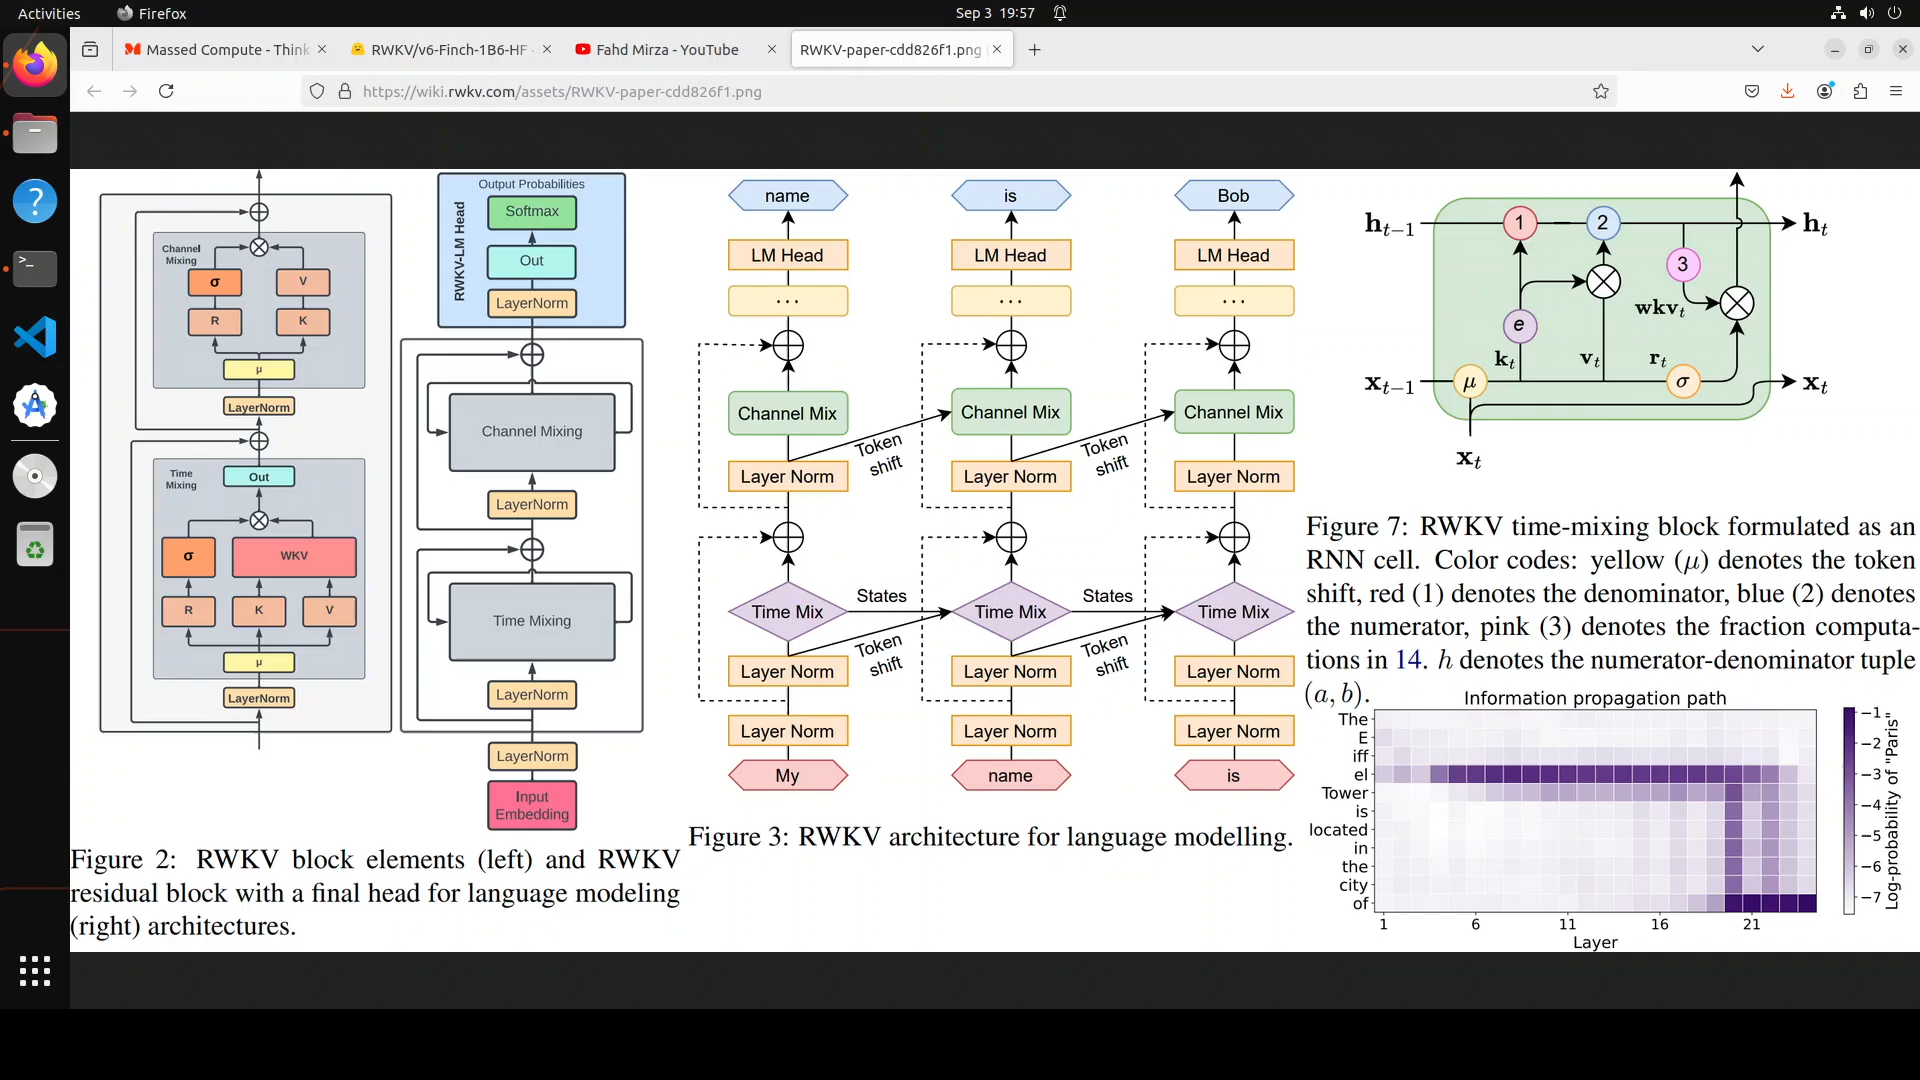 Activities
Firefox
Sep 3 19:57
Massed Compute - Think
RWKV/v6-Finch-1B6-HF
Fahd Mirza - YouTube
RWKV-paper-cdd826f1.png
https://wiki.rwkv.com/assets/RWKV-paper-cdd826f1.png
Channel
Mixing
σ
V
R
K
μ
LayerNorm
Time
Mixing
Out
σ
WKV
R
K
V
μ
LayerNorm
RWKV-LM Head
Output Probabilities
Softmax
Out
LayerNorm
Channel Mixing
LayerNorm
Time Mixing
LayerNorm
LayerNorm
Input
Embedding
Figure 2: RWKV block elements (left) and RWKV
residual block with a final head for language modeling
(right) architectures.
name
is
Bob
LM Head
LM Head
LM Head
...
...
...
Channel Mix
Channel Mix
Channel Mix
Token
shift
Token
shift
Layer Norm
Layer Norm
Layer Norm
States
States
Time Mix
Time Mix
Time Mix
Token
shift
Token
shift
Layer Norm
Layer Norm
Layer Norm
Layer Norm
Layer Norm
Layer Norm
My
name
is
Figure 3: RWKV architecture for language modelling.
h_{t−1}
1
2
h_t
3
wkv_t
e
k_t
v_t
r_t
x_{t−1}
μ
σ
x_t
x_t
Figure 7: RWKV time-mixing block formulated as an
RNN cell. Color codes: yellow (μ) denotes the token
shift, red (1) denotes the denominator, blue (2) denotes
the numerator, pink (3) denotes the fraction computa-
tions in 14. h denotes the numerator-denominator tuple
(a, b).
Information propagation path
The
E
iff
el
Tower
is
located
in
the
city
of
1
6
11
16
21
Layer
−1
−2
−3
−4
−5
−6
−7
Log-probability of "Paris"